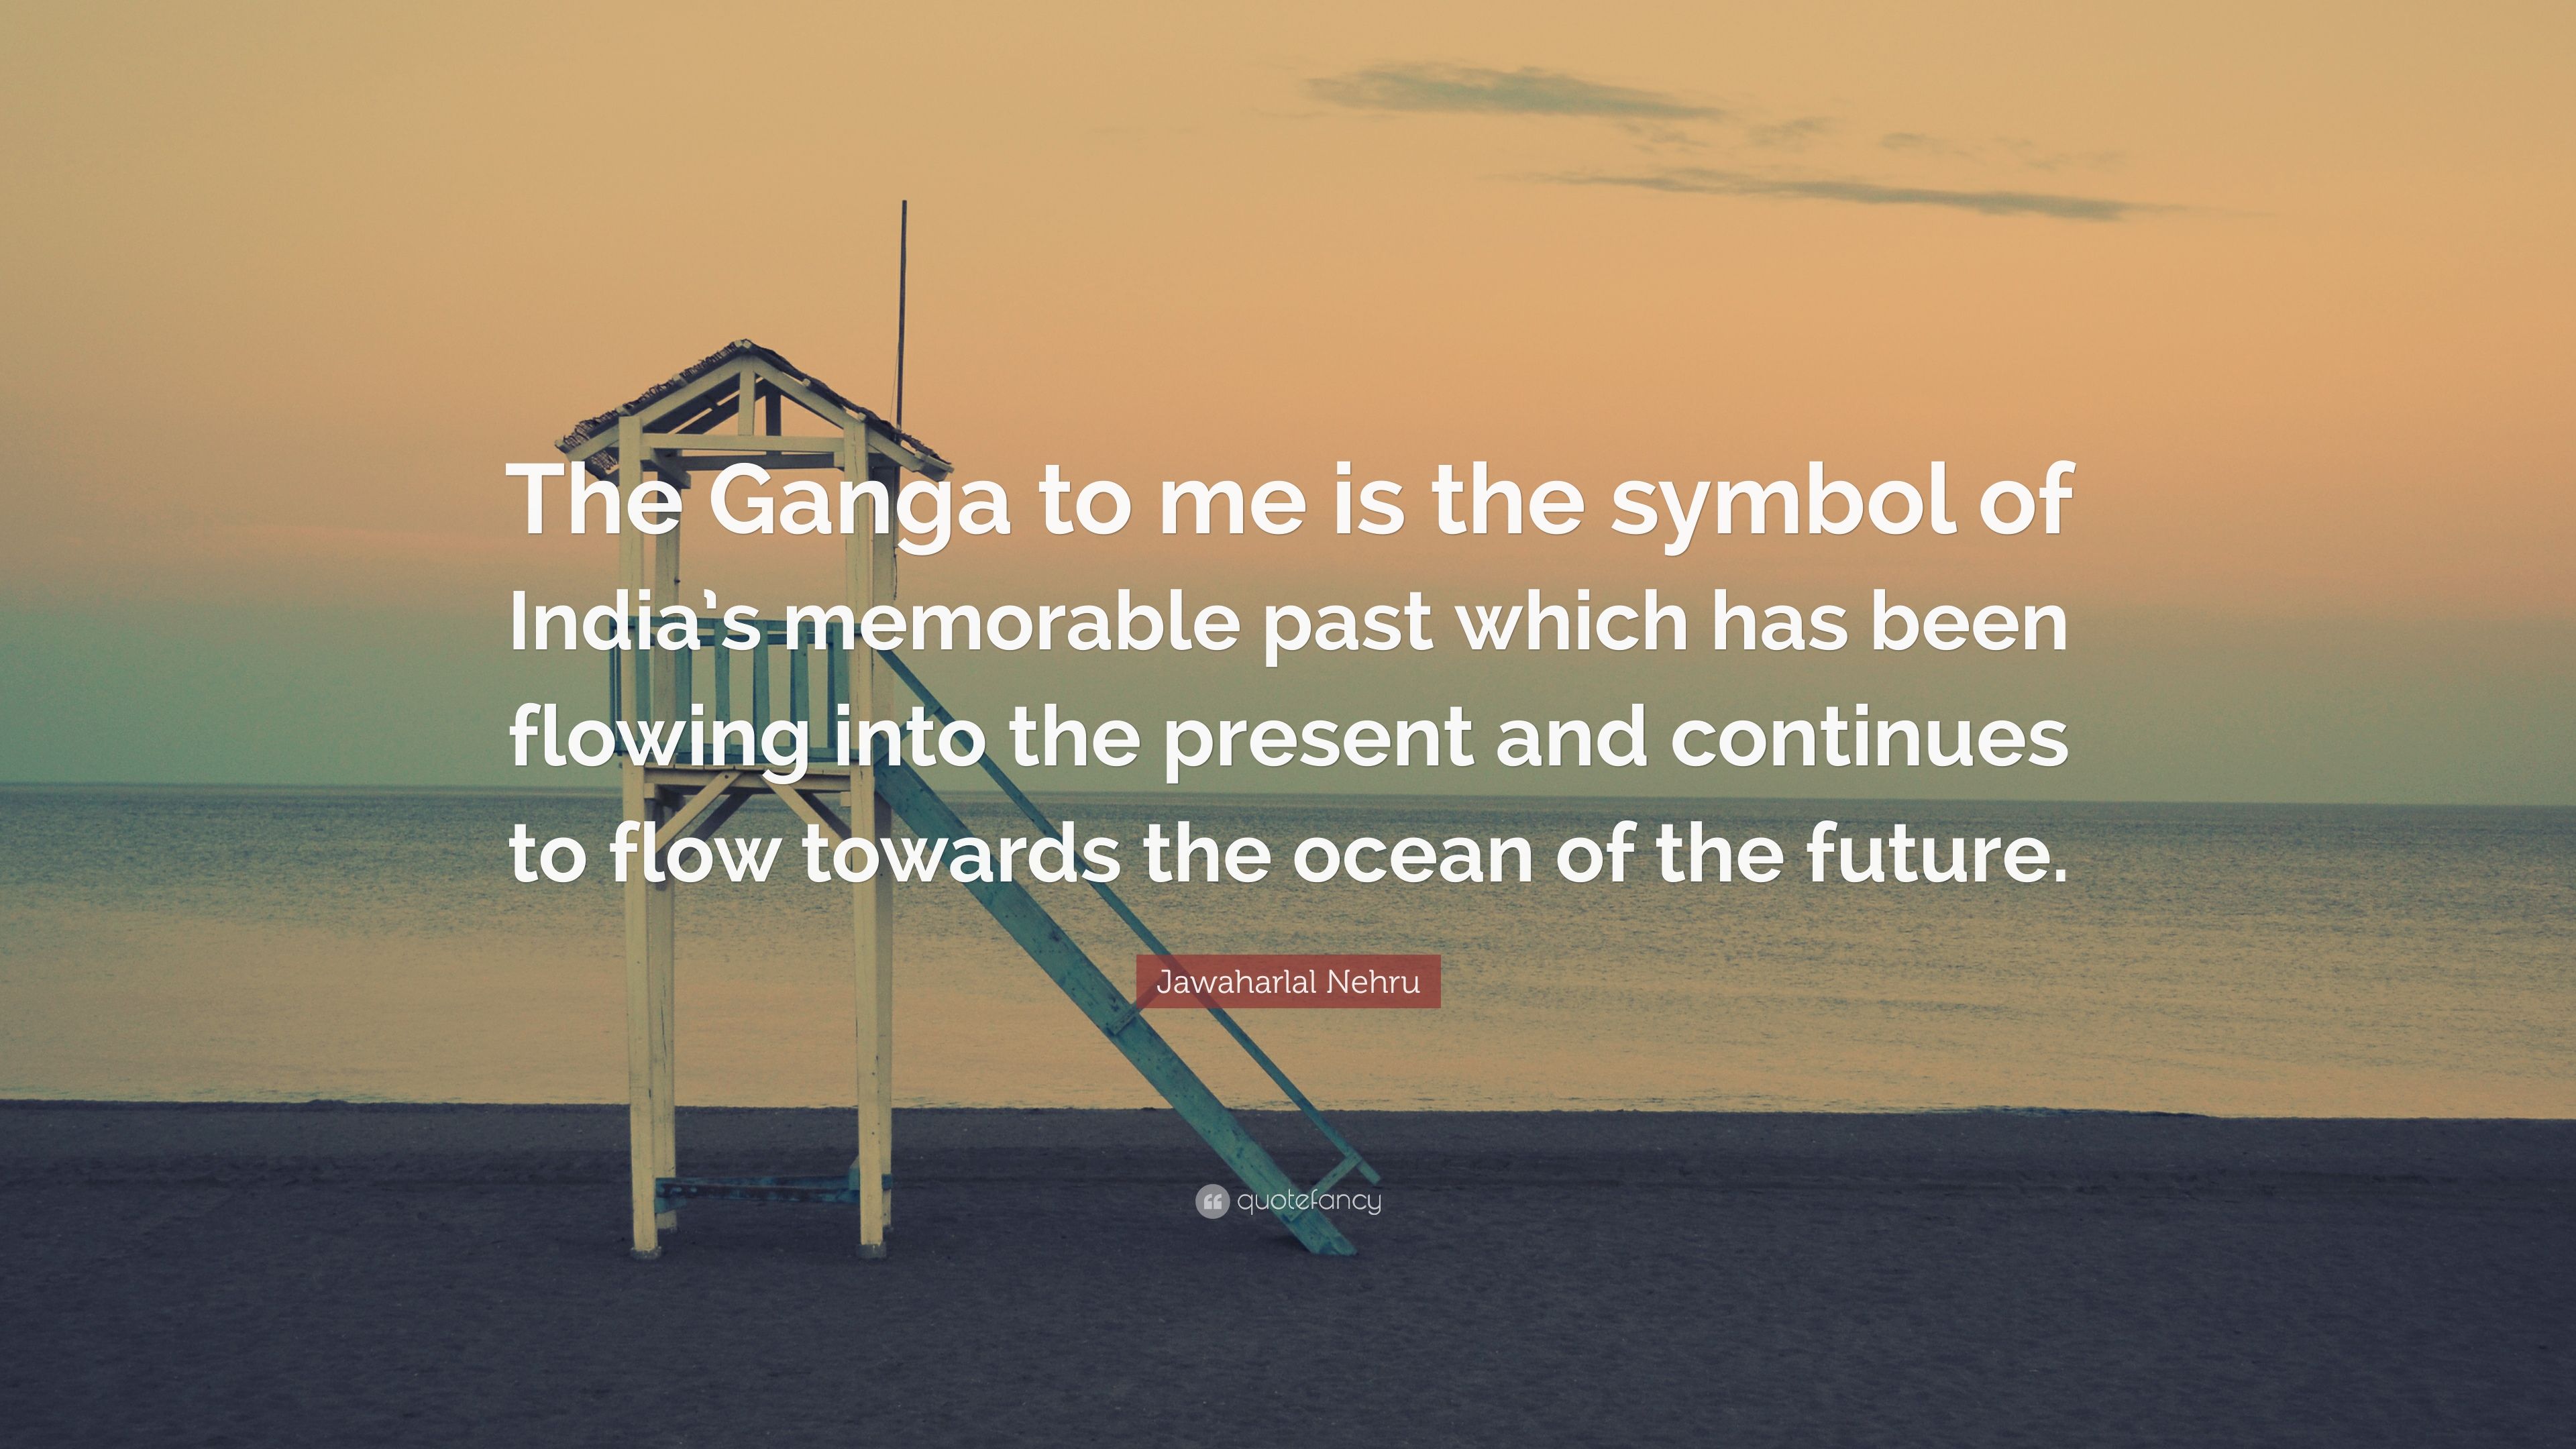 The Ganga to me is the symbol of
India’s memorable past which has been
flowing into the present and continues
to flow towards the ocean of the future.
Jawaharlal Nehru
quotefancy